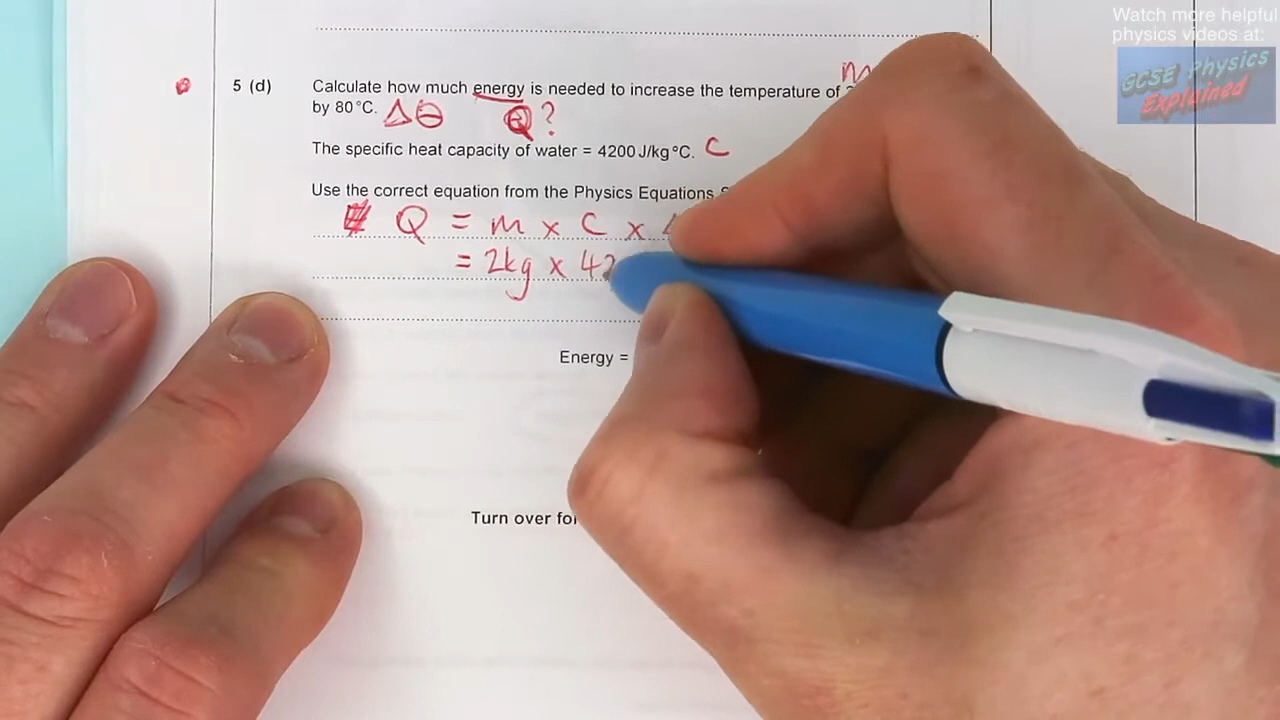 Watch more helpful
physics videos at:
GCSE Physics
Explained
m
5 (d) Calculate how much energy is needed to increase the temperature of
by 80 °C. Δθ Q?
The specific heat capacity of water = 4200 J/kg °C. C
Use the correct equation from the Physics Equations
Q = m x c x
= 2kg x 42
Energy =
Turn over for